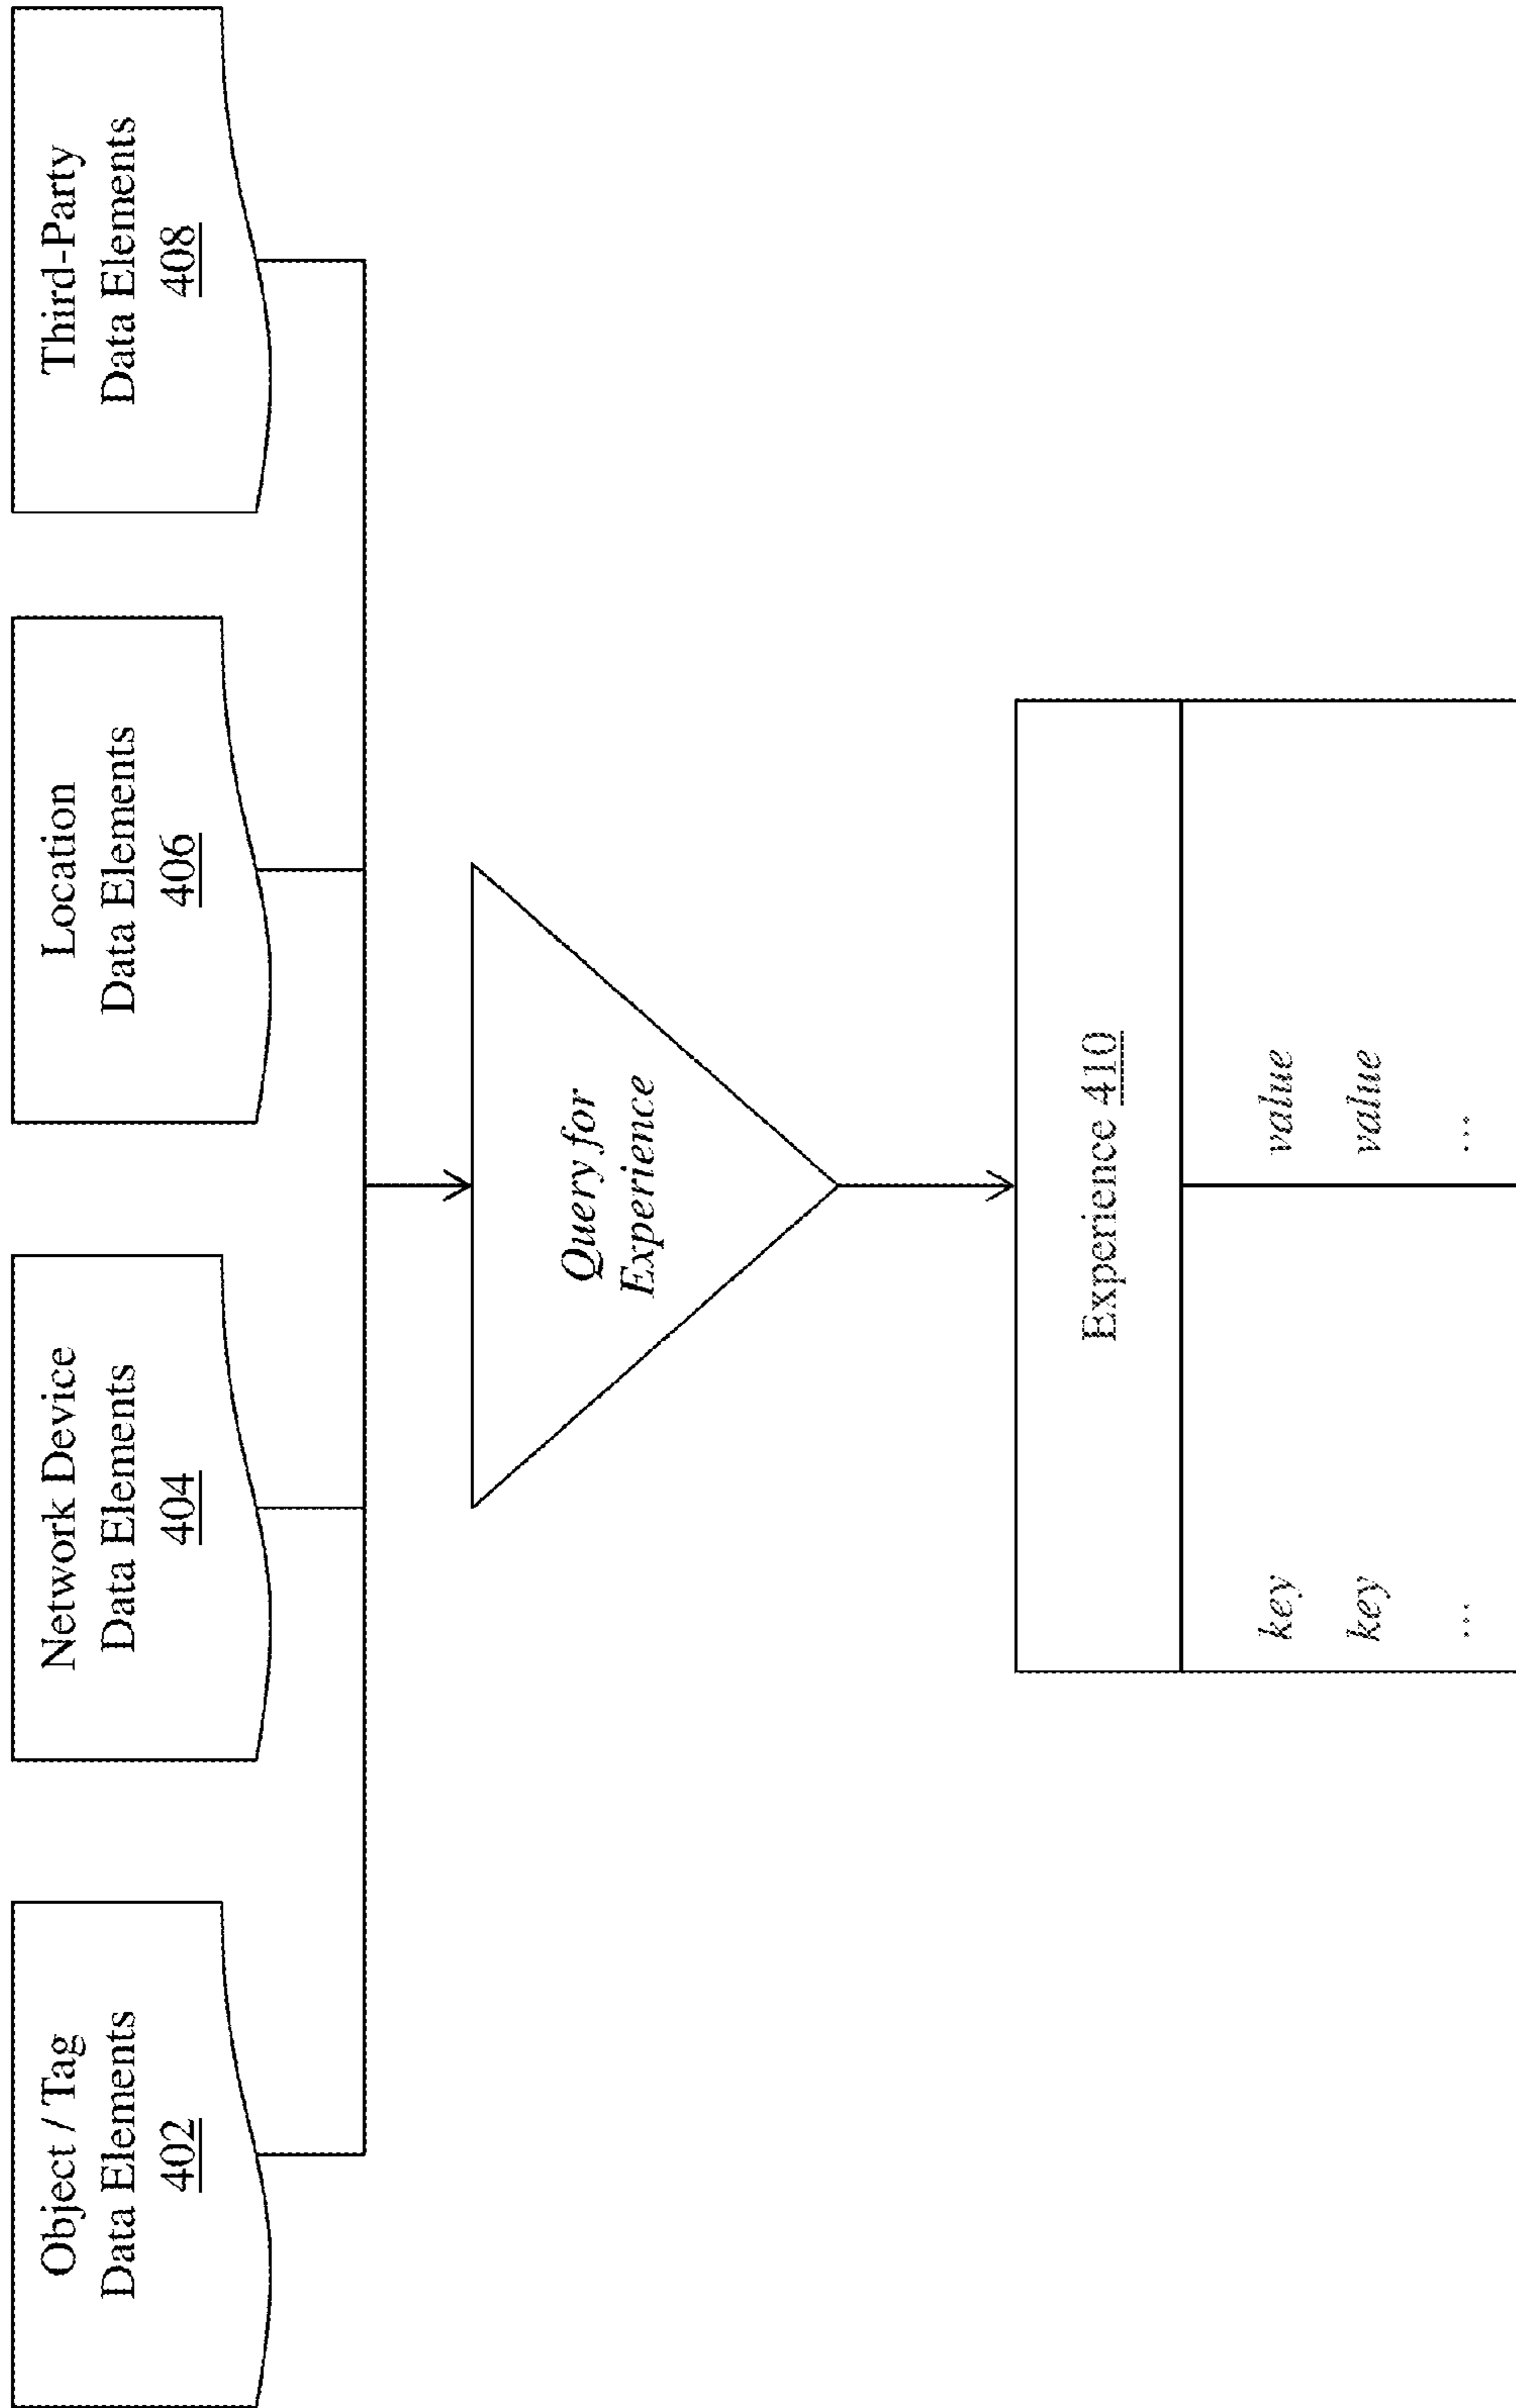 Object / Tag
Data Elements
402
Network Device
Data Elements
404
Location
Data Elements
406
Third-Party
Data Elements
408
Query for
Experience
Experience 410
key
value
key
value
...
...